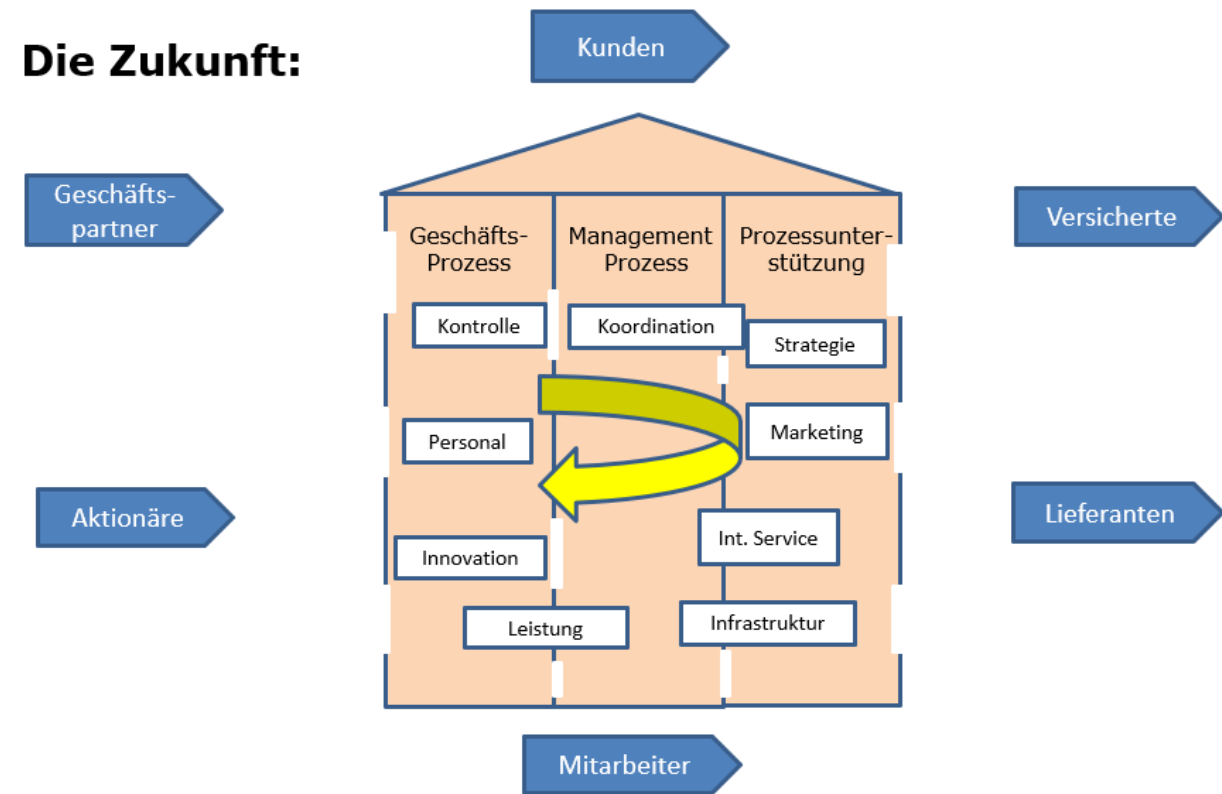 Die Zukunft:
Kunden
Geschäfts-
partner
Versicherte
Geschäfts-
Prozess
Management
Prozess
Prozessunter-
stützung
Kontrolle
Koordination
Strategie
Personal
Marketing
Aktionäre
Lieferanten
Innovation
Int. Service
Leistung
Infrastruktur
Mitarbeiter